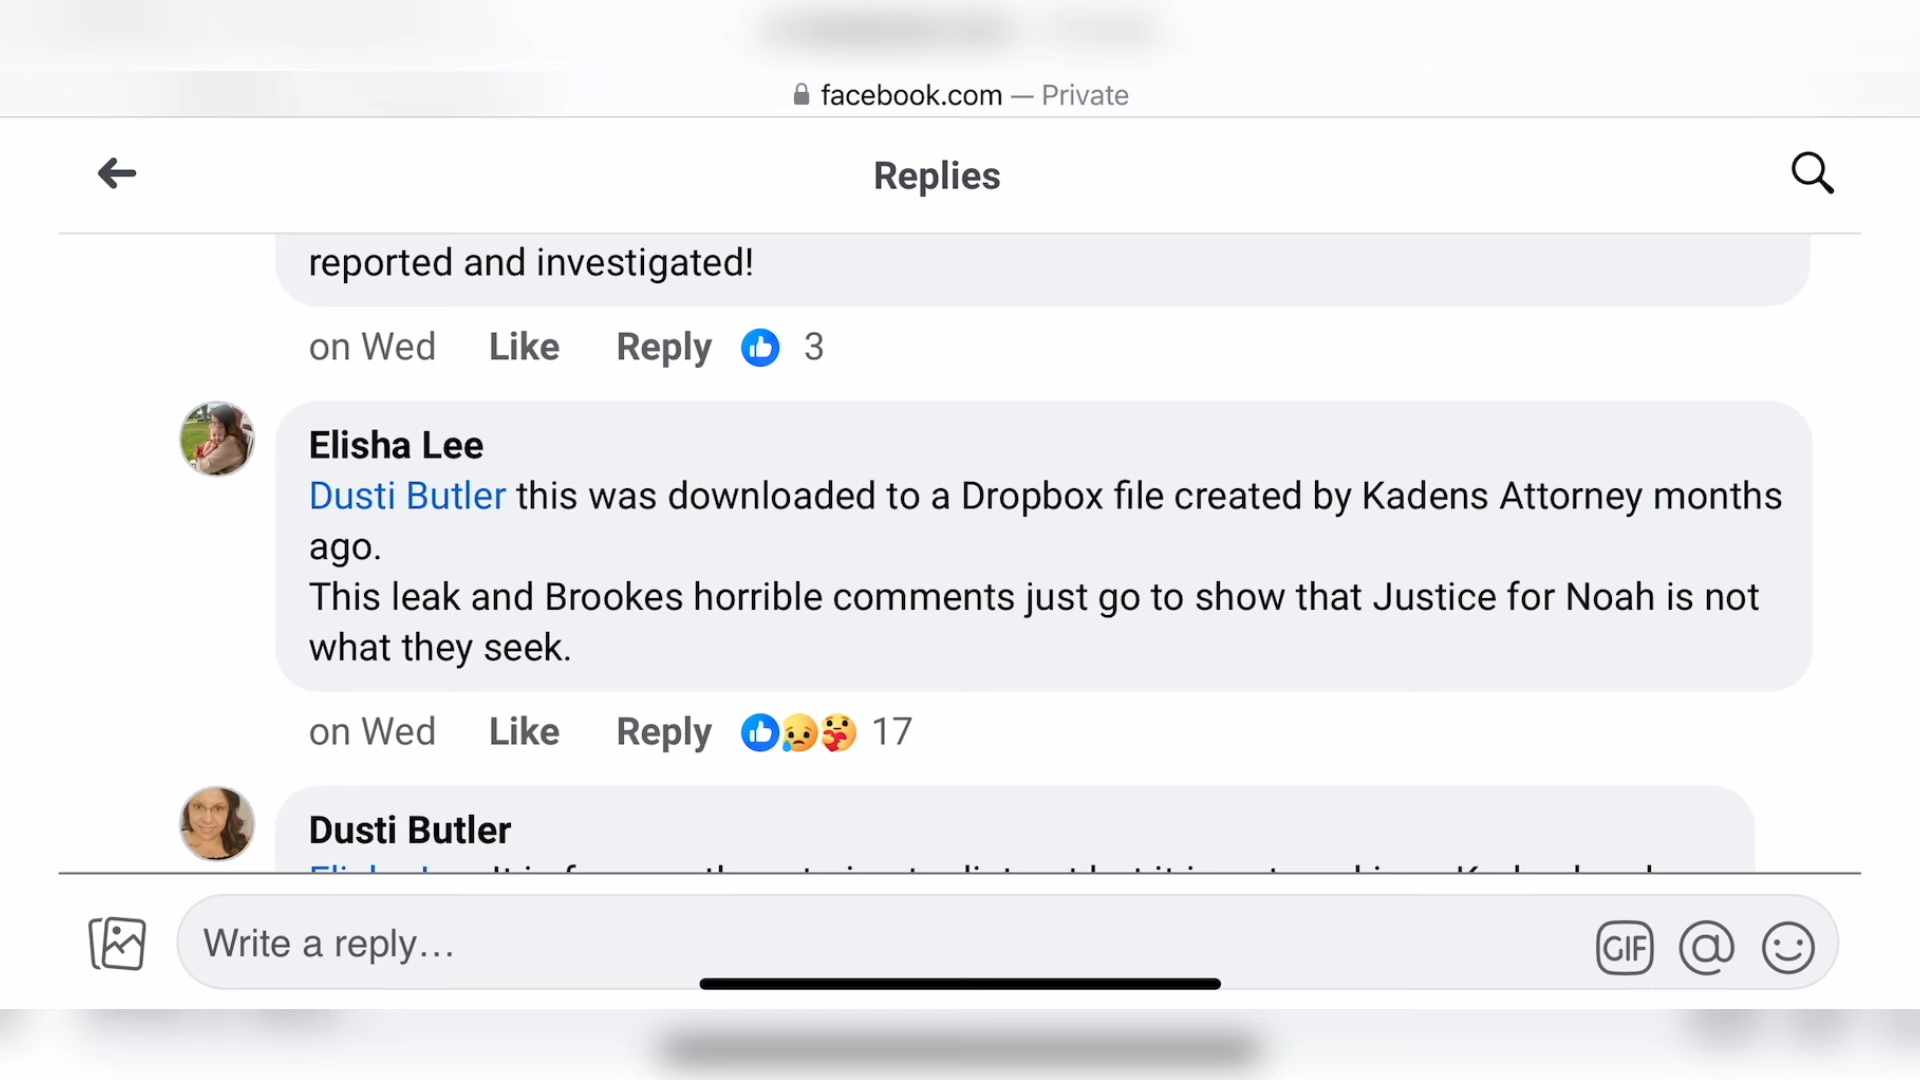 facebook.com — Private
Replies
reported and investigated!
on Wed Like Reply 3
Elisha Lee
Dusti Butler this was downloaded to a Dropbox file created by Kadens Attorney months
ago.
This leak and Brookes horrible comments just go to show that Justice for Noah is not
what they seek.
on Wed Like Reply 17
Dusti Butler
Write a reply...
GIF @